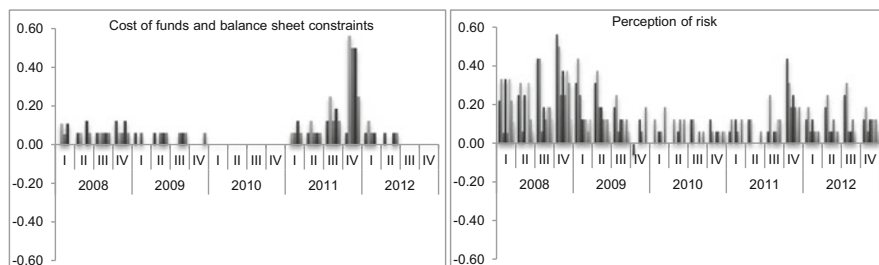 Cost of funds and balance sheet constraints
0.60
0.40
0.20
0.00
-0.20
-0.40
-0.60
I II III IV I II III IV I II III IV I II III IV I II III IV
2008 2009 2010 2011 2012
Perception of risk
0.60
0.40
0.20
0.00
-0.20
-0.40
-0.60
I II III IV I II III IV I II III IV I II III IV I II III IV
2008 2009 2010 2011 2012